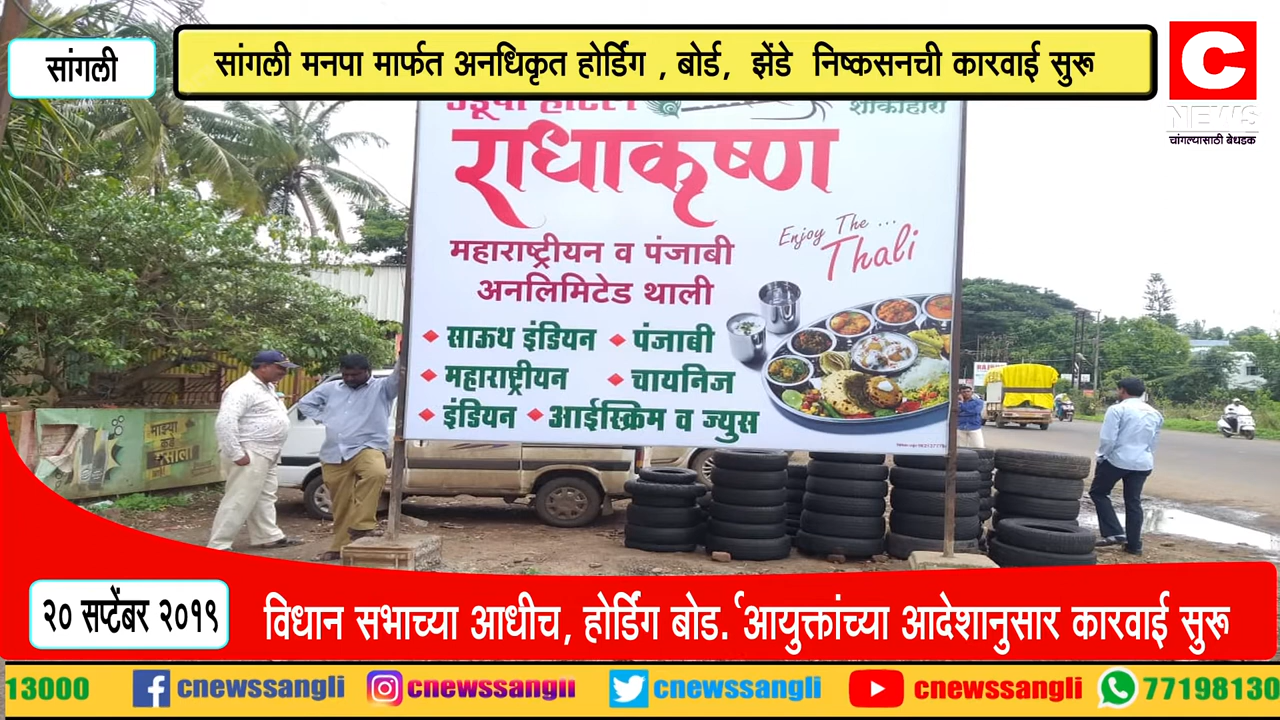 सांगली
सांगली मनपा मार्फत अनधिकृत होर्डिग , बोर्ड, झेंडे निष्कसनची कारवाई सुरू
C
NEWS
चांगल्यासाठी बेधडक
राधाकृष्ण
Enjoy The ...
Thali
महाराष्ट्रीयन व पंजाबी
अनलिमिटेड थाली
साऊथ इंडियन
पंजाबी
महाराष्ट्रीयन
चायनिज
इंडियन
आईस्क्रिम व ज्युस
माझ्या
मसाला
२० सप्टेंबर २०१९
विधान सभाच्या आधीच, होर्डिग बोड.र्आयुक्तांच्या आदेशानुसार कारवाई सुरू
13000
cnewssangli
cnewssangli
cnewssangli
cnewssangli
77198130